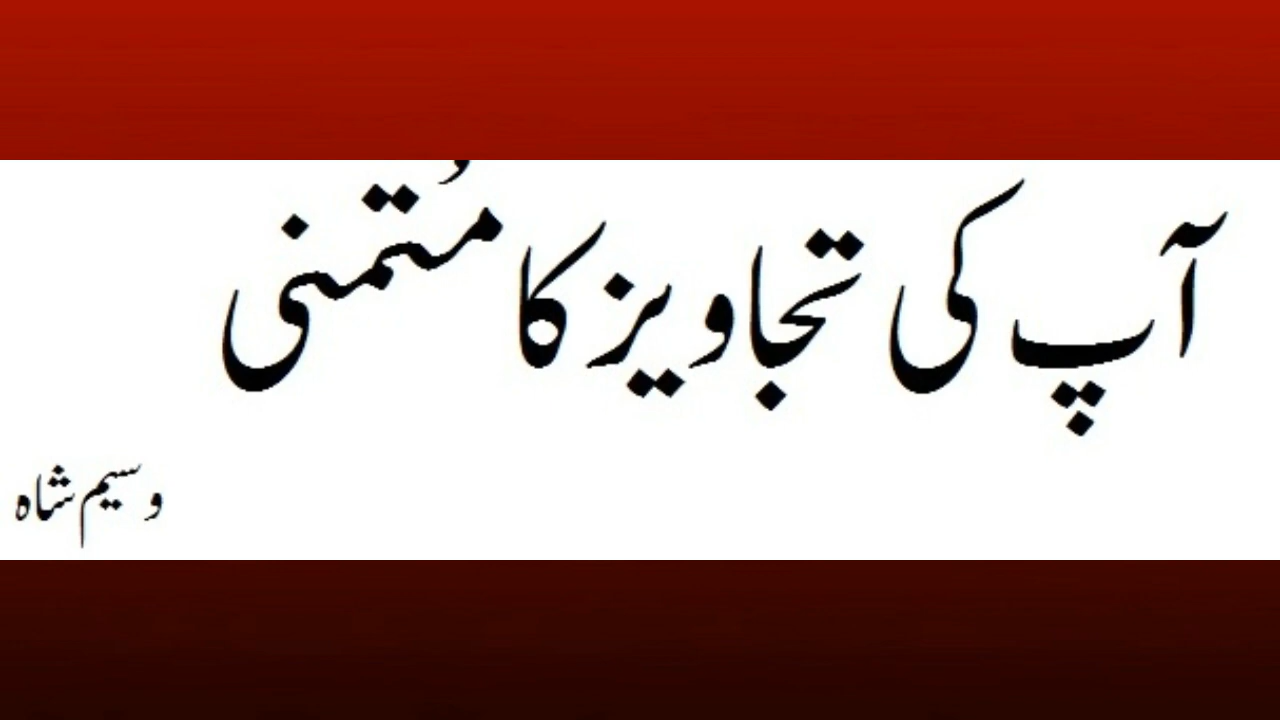 آپ کی تجاویز کا مُتمنی
وسیم شاہ